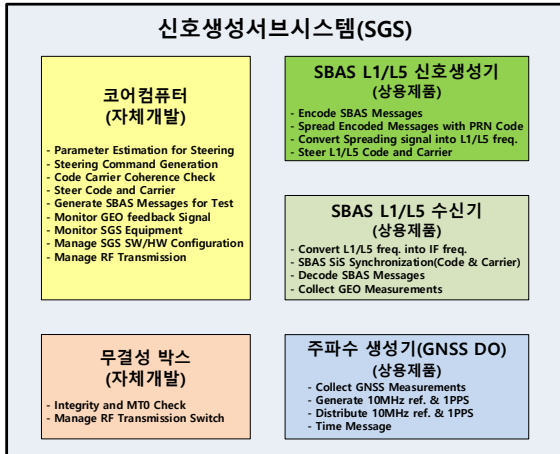 신호생성서브시스템(SGS)
코어컴퓨터
(자체개발)
- Parameter Estimation for Steering
- Steering Command Generation
- Code Carrier Coherence Check
- Steer Code and Carrier
- Generate SBAS Messages for Test
- Monitor GEO feedback Signal
- Monitor SGS Equipment
- Manage SGS SW/HW Configuration
- Manage RF Transmission
SBAS L1/L5 신호생성기
(상용제품)
- Encode SBAS Messages
- Spread Encoded Messages with PRN Code
- Convert Spreading signal into L1/L5 freq.
- Steer L1/L5 Code and Carrier
SBAS L1/L5 수신기
(상용제품)
- Convert L1/L5 freq. into IF freq.
- SBAS SiS Synchronization(Code & Carrier)
- Decode SBAS Messages
- Collect GEO Measurements
무결성 박스
(자체개발)
- Integrity and MT0 Check
- Manage RF Transmission Switch
주파수 생성기(GNSS DO)
(상용제품)
- Collect GNSS Measurements
- Generate 10MHz ref. & 1PPS
- Distribute 10MHz ref. & 1PPS
- Time Message